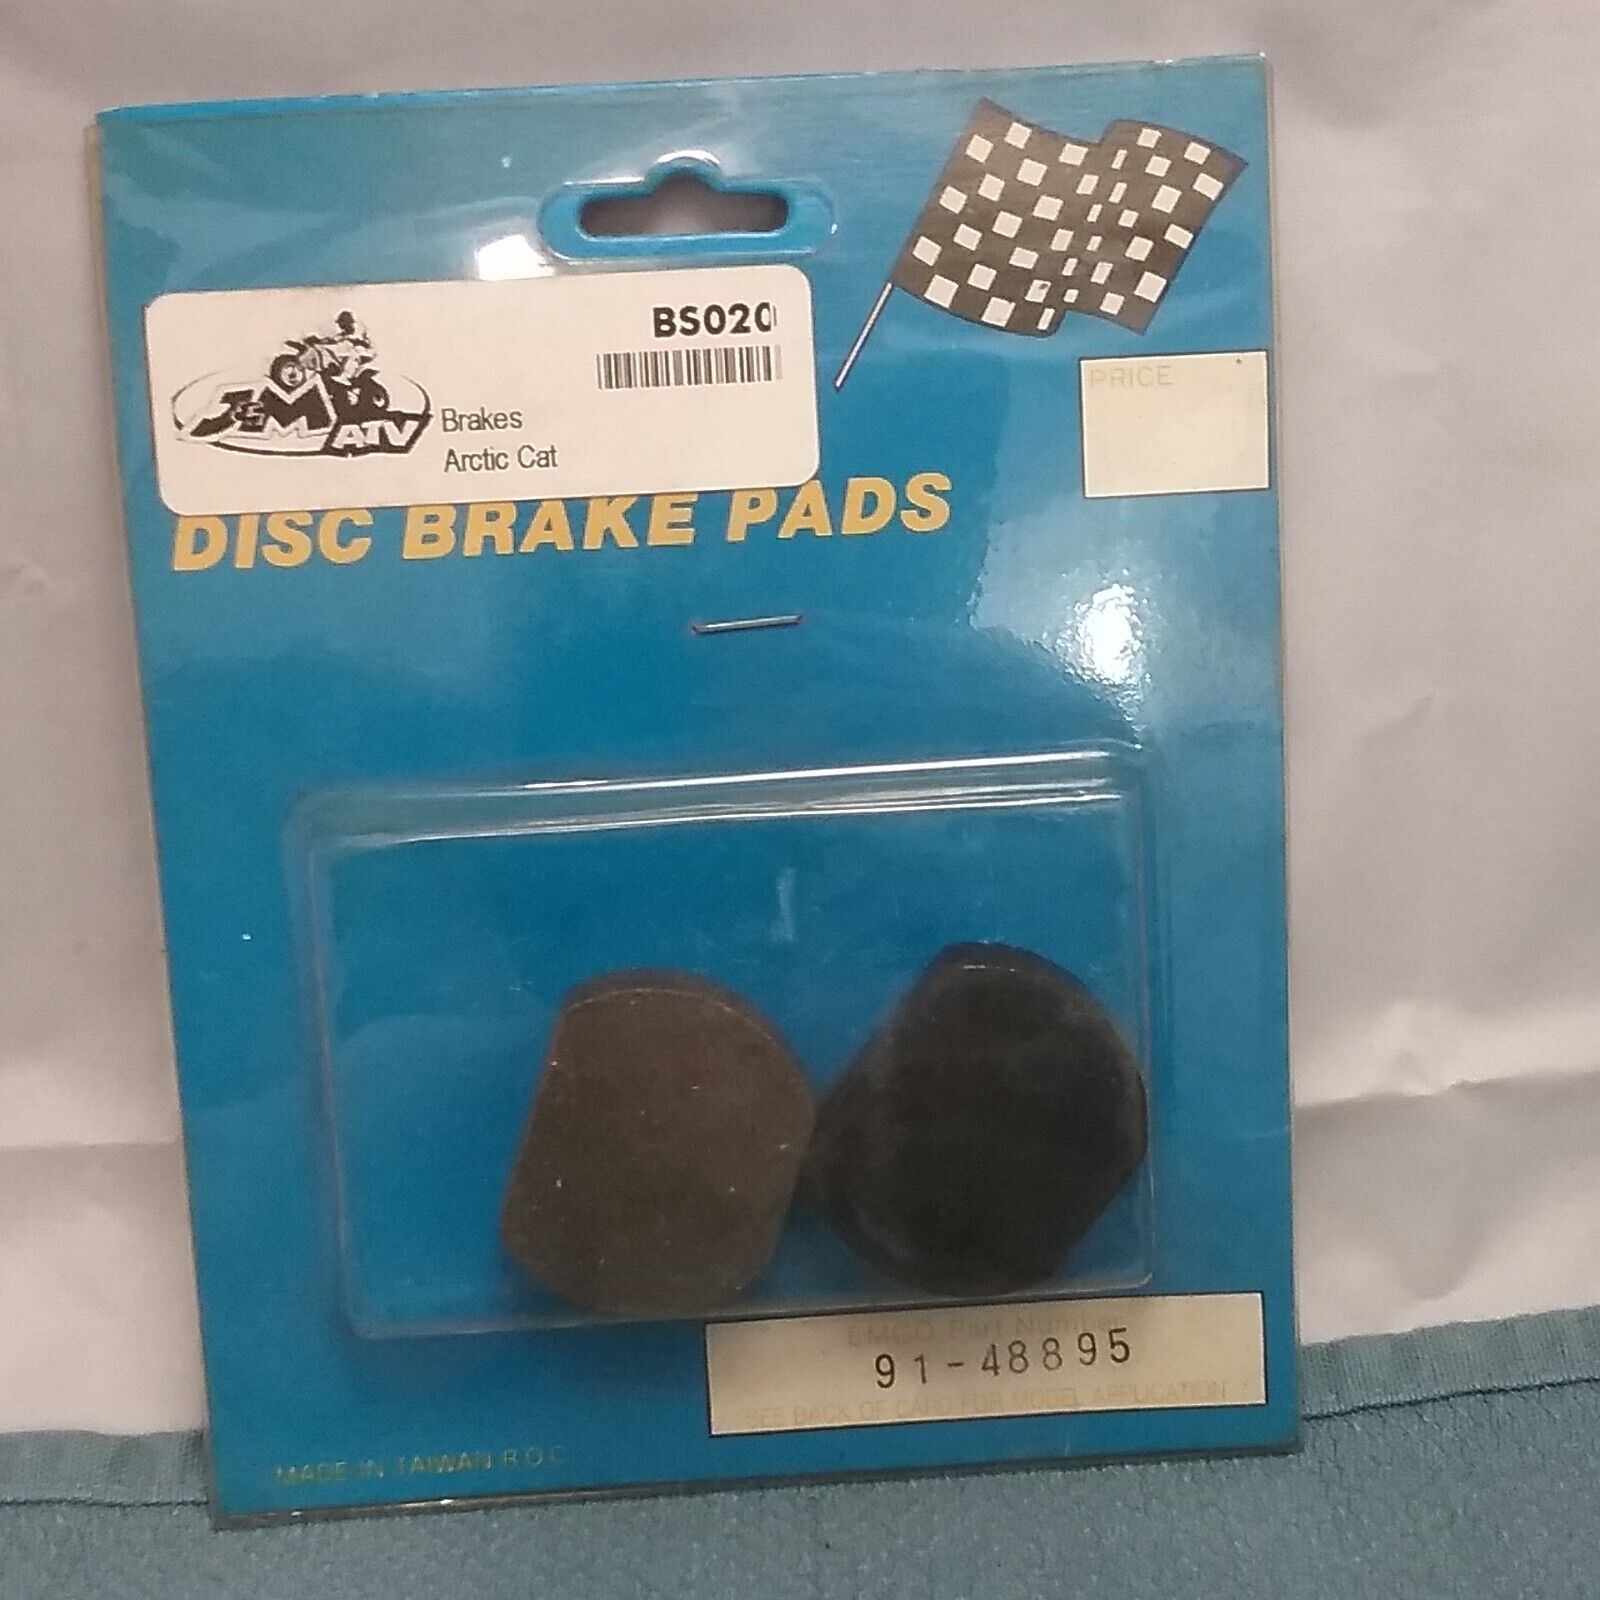 BS020
J&M
ATV
Brakes
Arctic Cat
PRICE
DISC BRAKE PADS
EMGO Part Number
91-48895
SEE BACK OF CARD FOR MODEL APPLICATION
MADE IN TAIWAN R.O.C